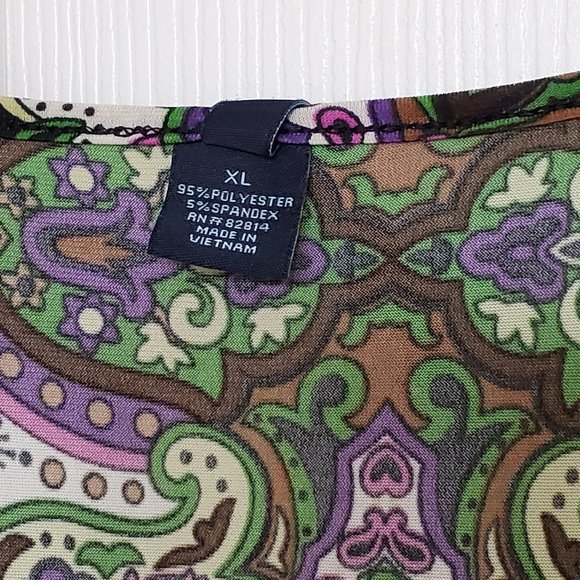 XL
95%POLYESTER
5%SPANDEX
RN#82814
MADE IN
VIETNAM